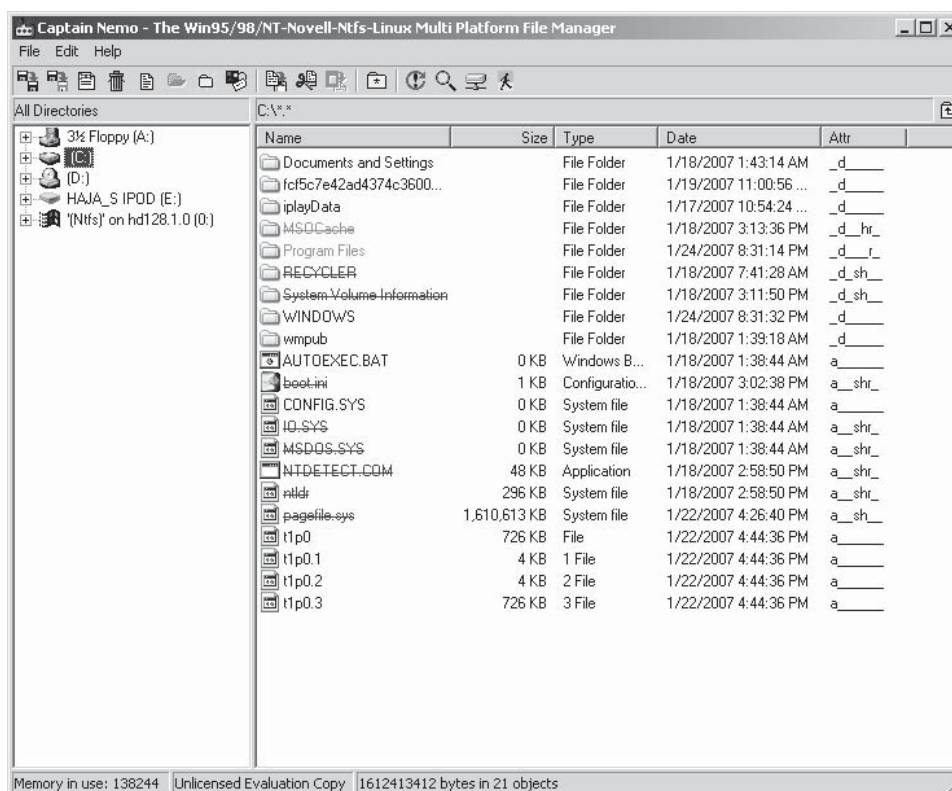 Captain Nemo - The Win95/98/NT-Novell-Ntfs-Linux Multi Platform File Manager
File Edit Help
All Directories
C:\*.*
3½ Floppy (A:)
(C:)
(D:)
HAJA_S IPOD (E:)
'(Ntfs)' on hd128.1.0 (0:)
Name Size Type Date Attr
Documents and Settings File Folder 1/18/2007 1:43:14 AM _d_____
fcf5c7e42ad4374c3600... File Folder 1/19/2007 11:00:56 ... _d_____
iplayData File Folder 1/17/2007 10:54:24 ... _d_____
MSOCache File Folder 1/18/2007 3:13:36 PM _d__hr_
Program Files File Folder 1/24/2007 8:31:14 PM _d___r_
RECYCLER File Folder 1/18/2007 7:41:28 AM _d_sh__
System Volume Information File Folder 1/18/2007 3:11:50 PM _d_sh__
WINDOWS File Folder 1/24/2007 8:31:32 PM _d_____
wmpub File Folder 1/18/2007 1:39:18 AM _d_____
AUTOEXEC.BAT 0 KB Windows B... 1/18/2007 1:38:44 AM a______
boot.ini 1 KB Configuratio... 1/18/2007 3:02:38 PM a__shr_
CONFIG.SYS 0 KB System file 1/18/2007 1:38:44 AM a______
IO.SYS 0 KB System file 1/18/2007 1:38:44 AM a__shr_
MSDOS.SYS 0 KB System file 1/18/2007 1:38:44 AM a__shr_
NTDETECT.COM 48 KB Application 1/18/2007 2:58:50 PM a__shr_
ntldr 296 KB System file 1/18/2007 2:58:50 PM a__shr_
pagefile.sys 1,610,613 KB System file 1/22/2007 4:26:40 PM a__sh__
t1p0 726 KB File 1/22/2007 4:44:36 PM a______
t1p0.1 4 KB 1 File 1/22/2007 4:44:36 PM a______
t1p0.2 4 KB 2 File 1/22/2007 4:44:36 PM a______
t1p0.3 726 KB 3 File 1/22/2007 4:44:36 PM a______
Memory in use: 138244 Unlicensed Evaluation Copy 1612413412 bytes in 21 objects